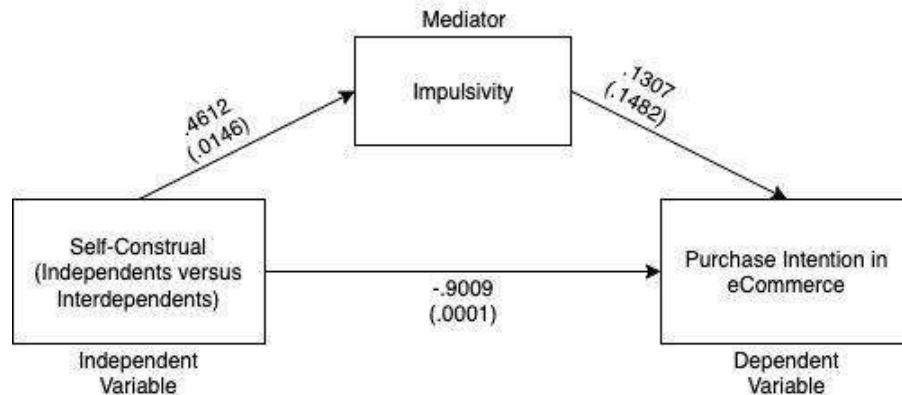 Mediator
Impulsivity
.4612
(.0146)
.1307
(.1482)
Self-Construal
(Independents versus
Interdependents)
-.9009
(.0001)
Purchase Intention in
eCommerce
Independent
Variable
Dependent
Variable